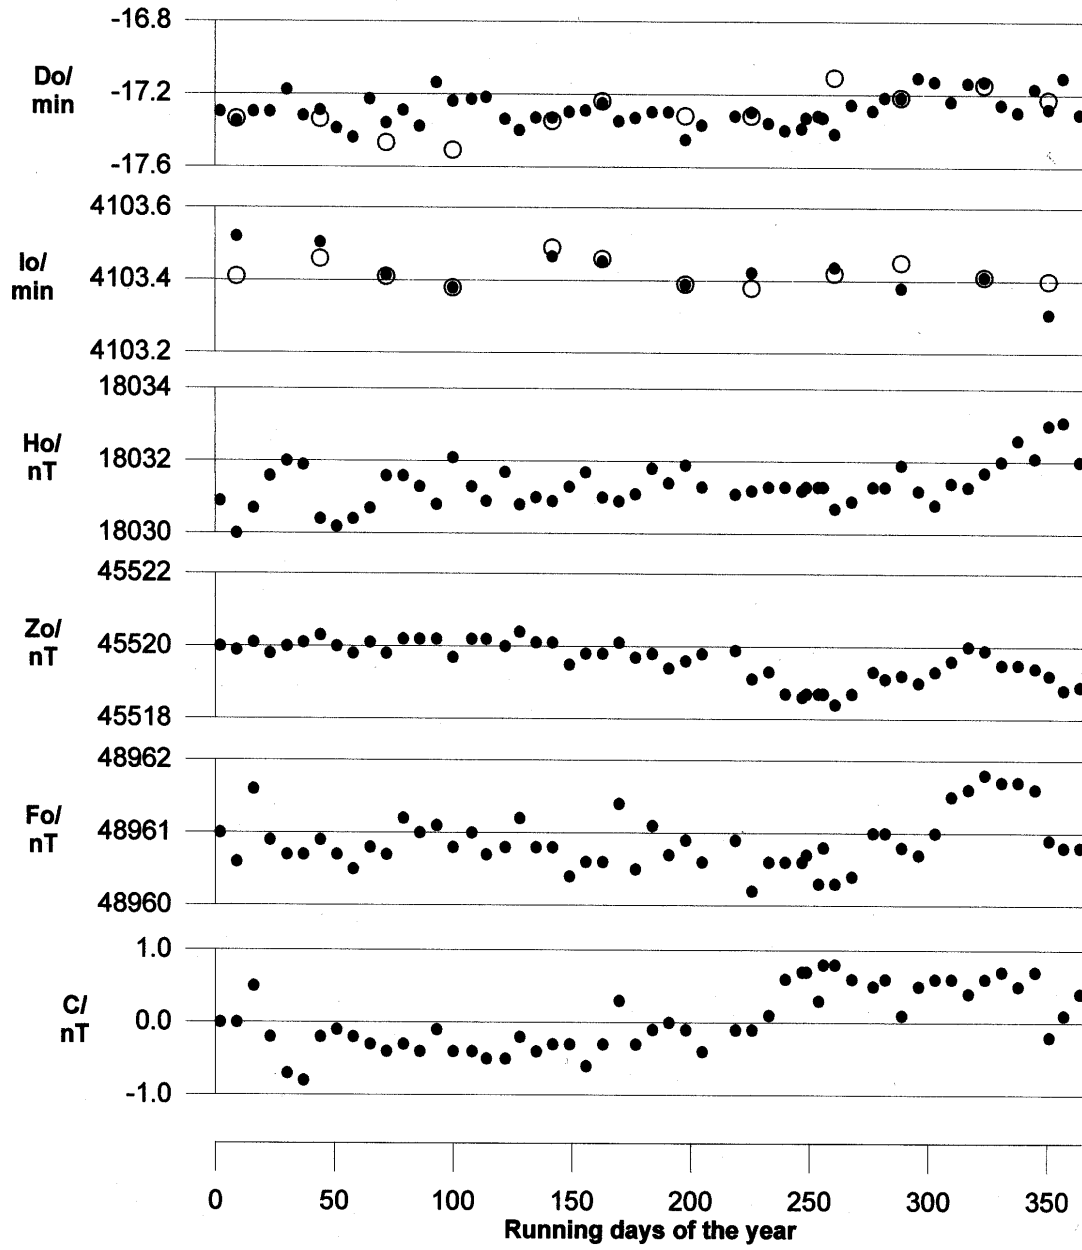 -16.8
Do/
min
-17.2
-17.6
4103.6
Io/
min
4103.4
4103.2
18034
Ho/
nT
18032
18030
45522
Zo/
nT
45520
45518
48962
Fo/
nT
48961
48960
1.0
C/
nT
0.0
-1.0
0 50 100 150 200 250 300 350
Running days of the year